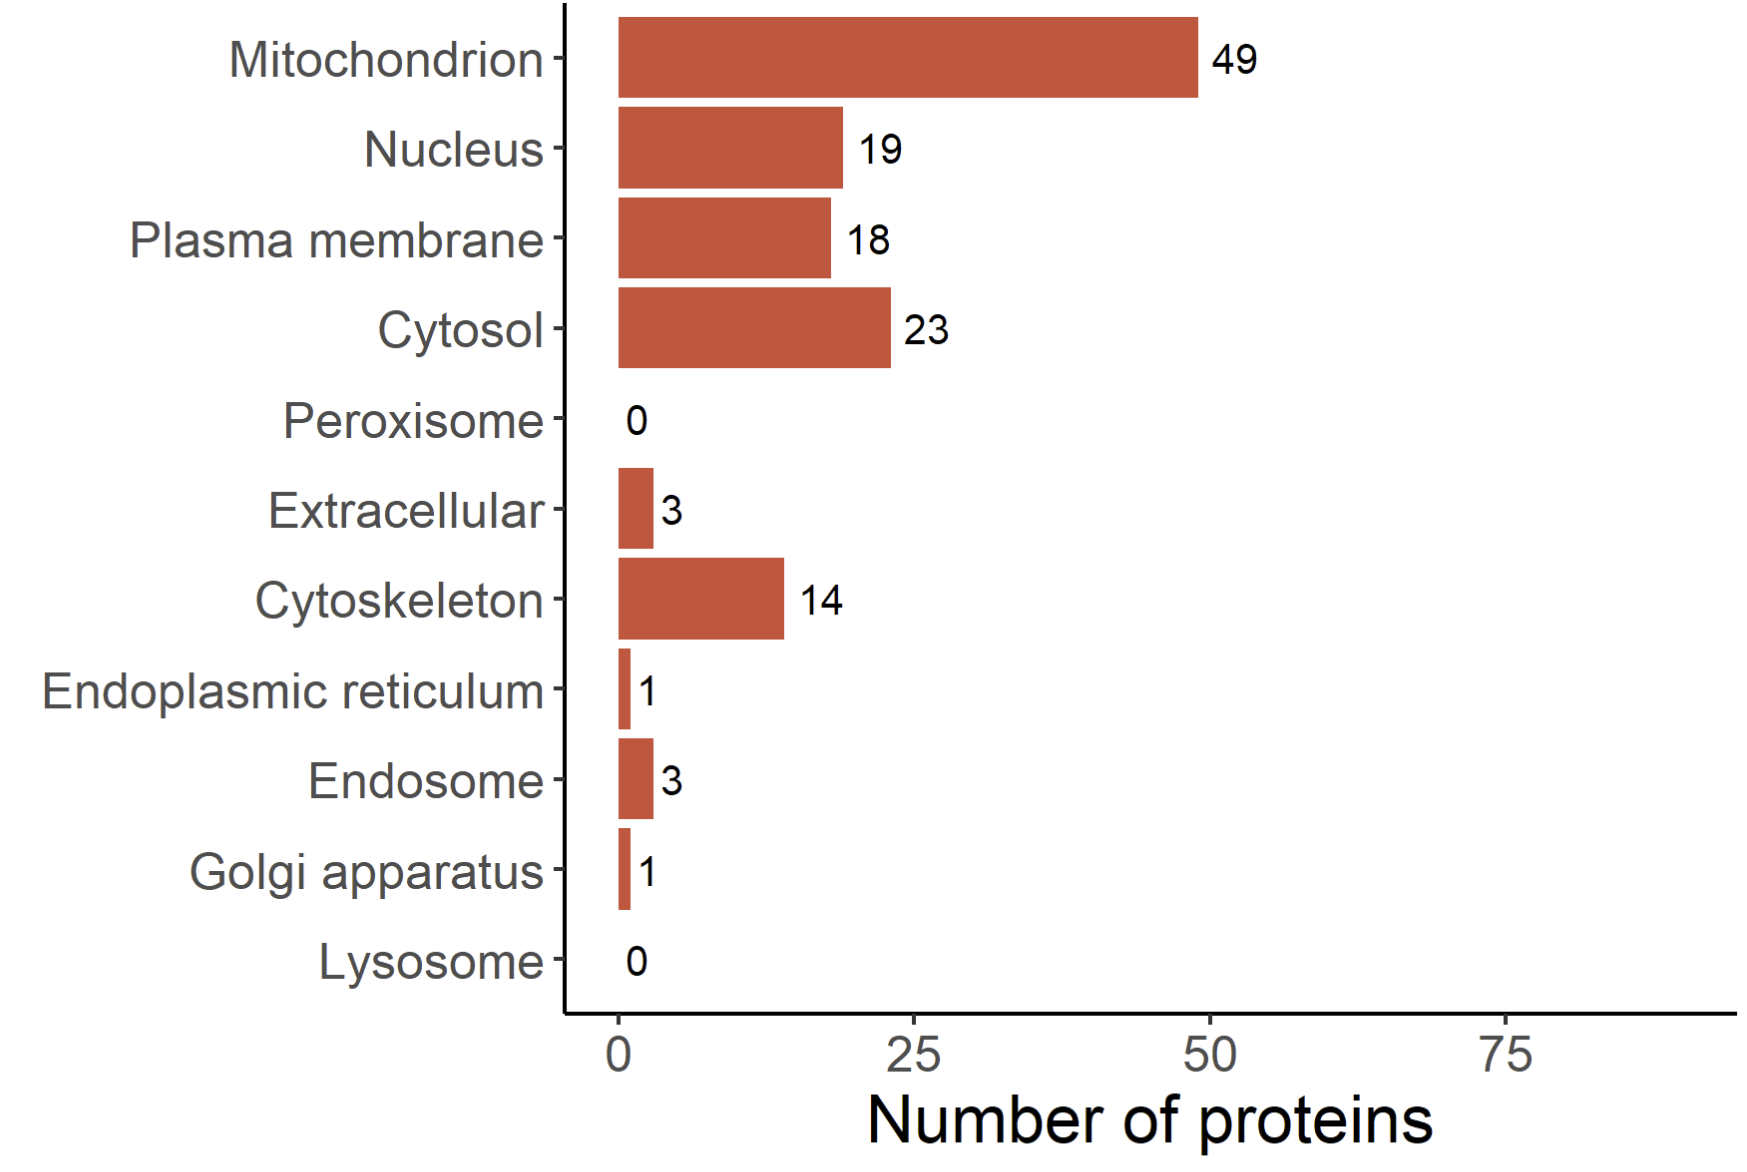 Mitochondrion 49
Nucleus 19
Plasma membrane 18
Cytosol 23
Peroxisome 0
Extracellular 3
Cytoskeleton 14
Endoplasmic reticulum 1
Endosome 3
Golgi apparatus 1
Lysosome 0
0 25 50 75
Number of proteins